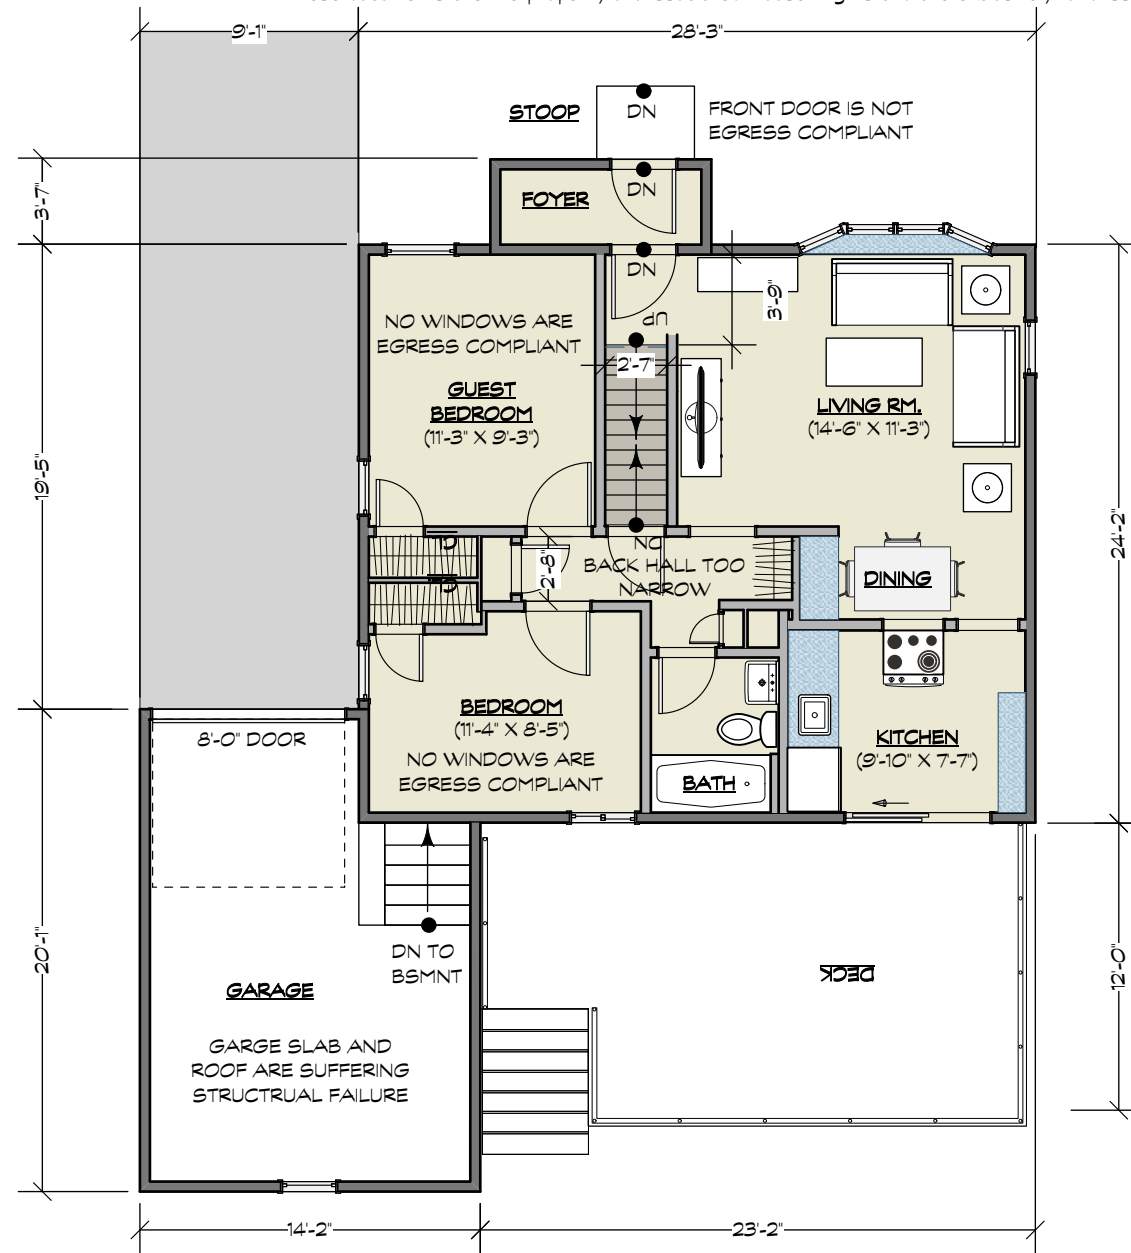 9'-1"
28'-3"
STOOP
DN
FRONT DOOR IS NOT
EGRESS COMPLIANT
3'-7"
FOYER
DN
DN
UP
3'-9"
NO WINDOWS ARE
EGRESS COMPLIANT
2'-7"
GUEST
BEDROOM
(11'-3" X 9'-3")
LIVING RM.
(14'-6" X 11'-3")
19'-5"
24'-2"
2'-8"
BACK HALL TOO
NARROW
DINING
BEDROOM
(11'-4" X 8'-5")
NO WINDOWS ARE
EGRESS COMPLIANT
8'-0" DOOR
KITCHEN
(9'-10" X 7'-7")
BATH
DN TO
BSMNT
20'-1"
GARAGE
DECK
12'-0"
GARGE SLAB AND
ROOF ARE SUFFERING
STRUCTRUAL FAILURE
14'-2"
23'-2"